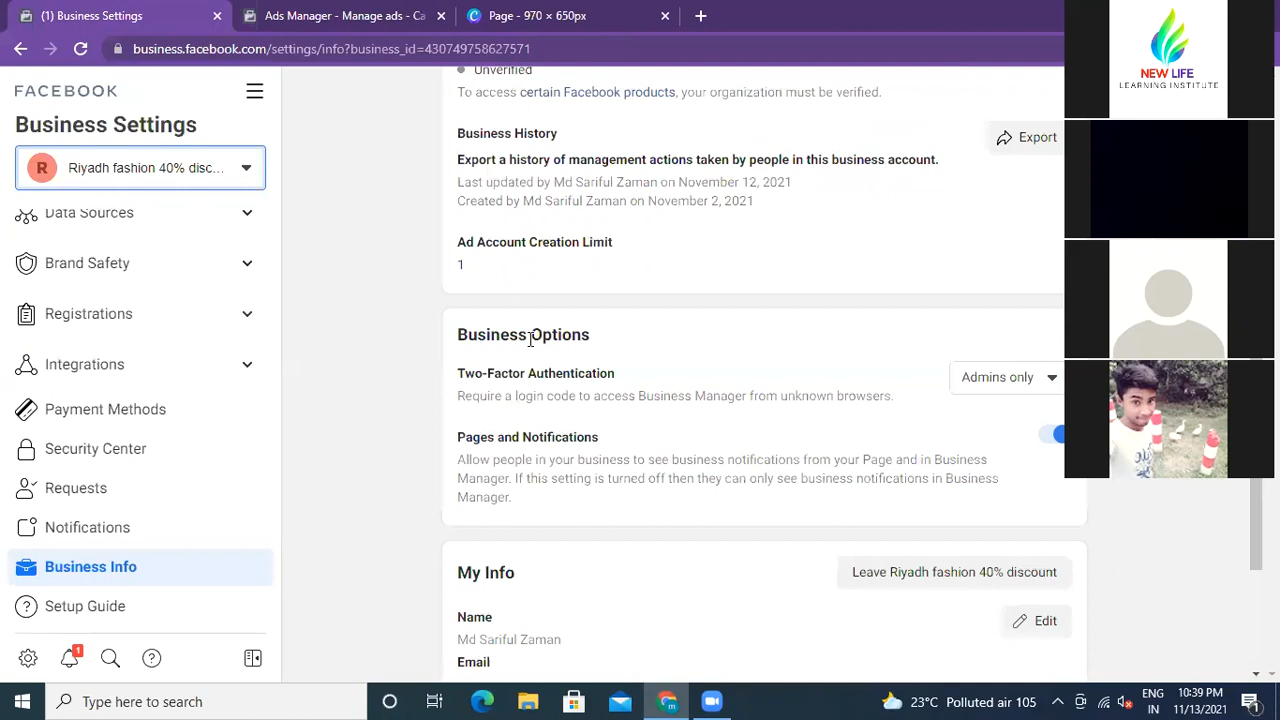 (1) Business Settings
Ads Manager - Manage ads - Ca
Page - 970 × 650px
business.facebook.com/settings/info?business_id=430749758627571
FACEBOOK
Business Settings
R
Riyadh fashion 40% disc...
Data Sources
Brand Safety
Registrations
Integrations
Payment Methods
Security Center
Requests
Notifications
Business Info
Setup Guide
1
Unverified
To access certain Facebook products, your organization must be verified.
Business History
Export
Export a history of management actions taken by people in this business account.
Last updated by Md Sariful Zaman on November 12, 2021
Created by Md Sariful Zaman on November 2, 2021
Ad Account Creation Limit
1
Business Options
Two-Factor Authentication
Admins only
Require a login code to access Business Manager from unknown browsers.
Pages and Notifications
Allow people in your business to see business notifications from your Page and in Business
Manager. If this setting is turned off then they can only see business notifications in Business
Manager.
My Info
Leave Riyadh fashion 40% discount
Name
Edit
Md Sariful Zaman
Email
NEW LIFE
LEARNING INSTITUTE
Type here to search
23°C Polluted air 105
ENG
IN
10:39 PM
11/13/2021
1